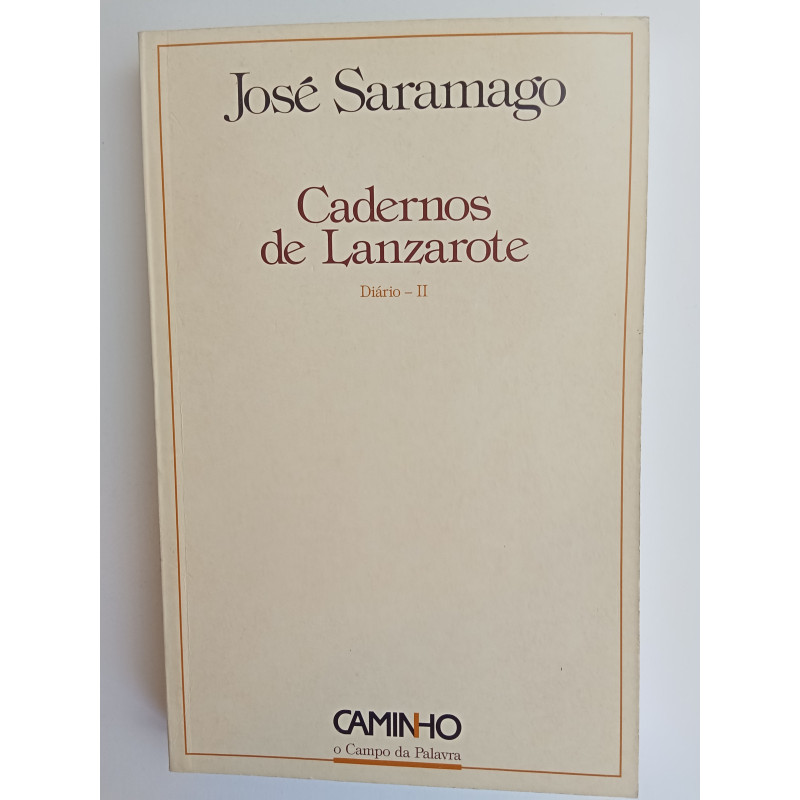 José Saramago
Cadernos
de Lanzarote
Diário – II
CAMINHO
o Campo da Palavra